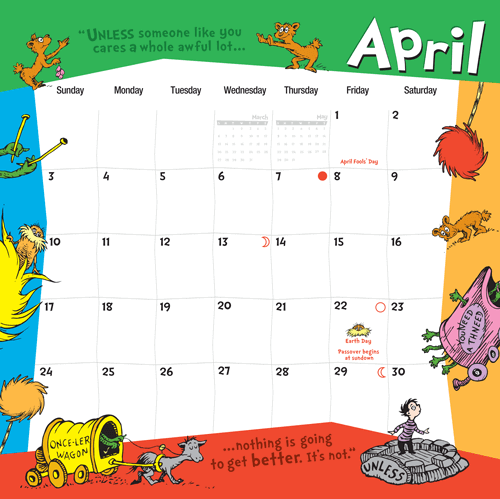 "UNLESS someone like you
cares a whole awful lot...
April
Sunday Monday Tuesday Wednesday Thursday Friday Saturday
March May
1 2
April Fools' Day
3 4 5 6 7 8 9
10 11 12 13 14 15 16
17 18 19 20 21 22 23
Earth Day
Passover begins
at sundown
24 25 26 27 28 29 30
YOU NEED
A THNEED
ONCE-LER
WAGON
...nothing is going
to get better. It's not."
UNLESS